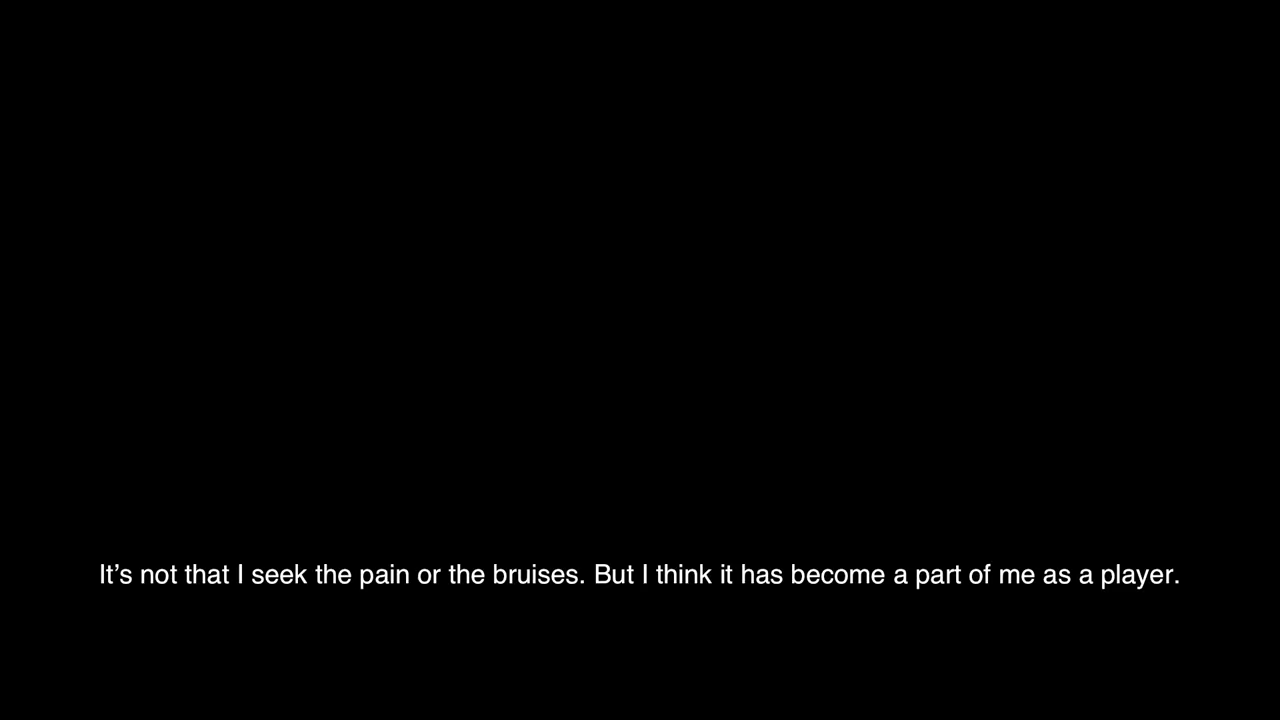 It’s not that I seek the pain or the bruises. But I think it has become a part of me as a player.